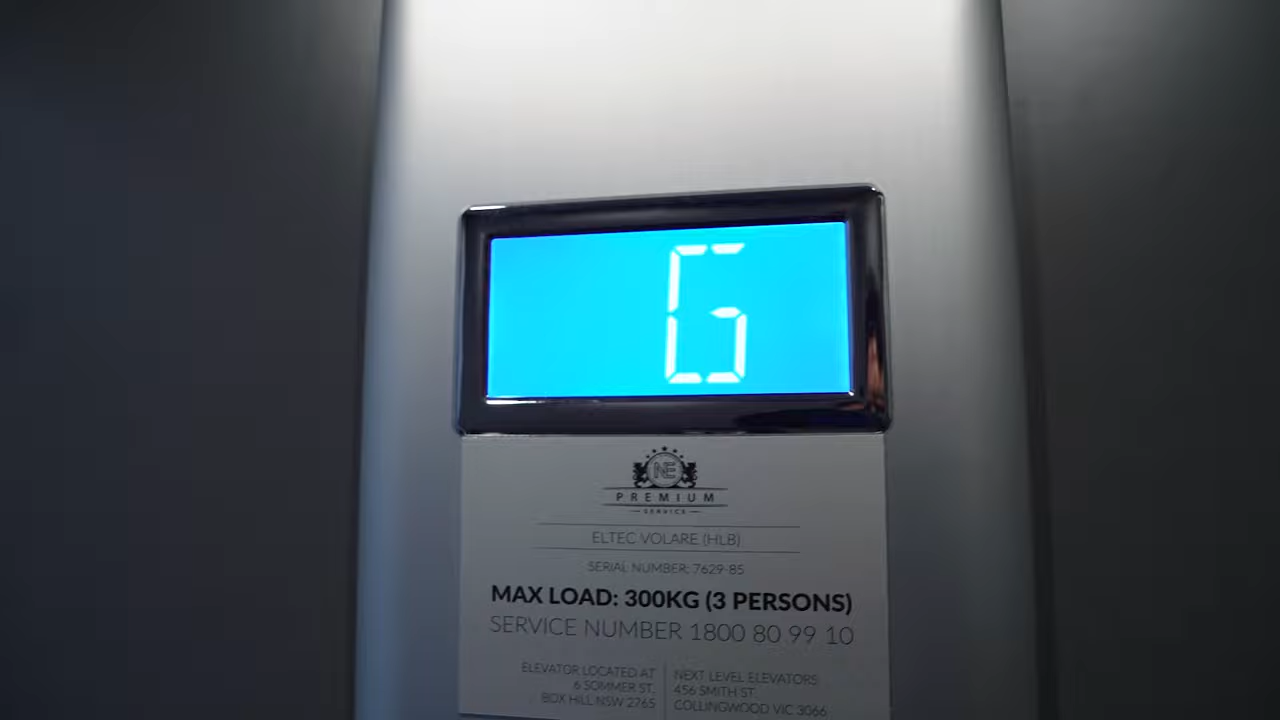 G
NE
PREMIUM
SERVICE
ELTEC VOLARE (HLB)
SERIAL NUMBER: 7629-85
MAX LOAD: 300KG (3 PERSONS)
SERVICE NUMBER 1800 80 99 10
ELEVATOR LOCATED AT
6 SOMMER ST.
BOX HILL NSW 2765
NEXT LEVEL ELEVATORS
456 SMITH ST.
COLLINGWOOD VIC 3066